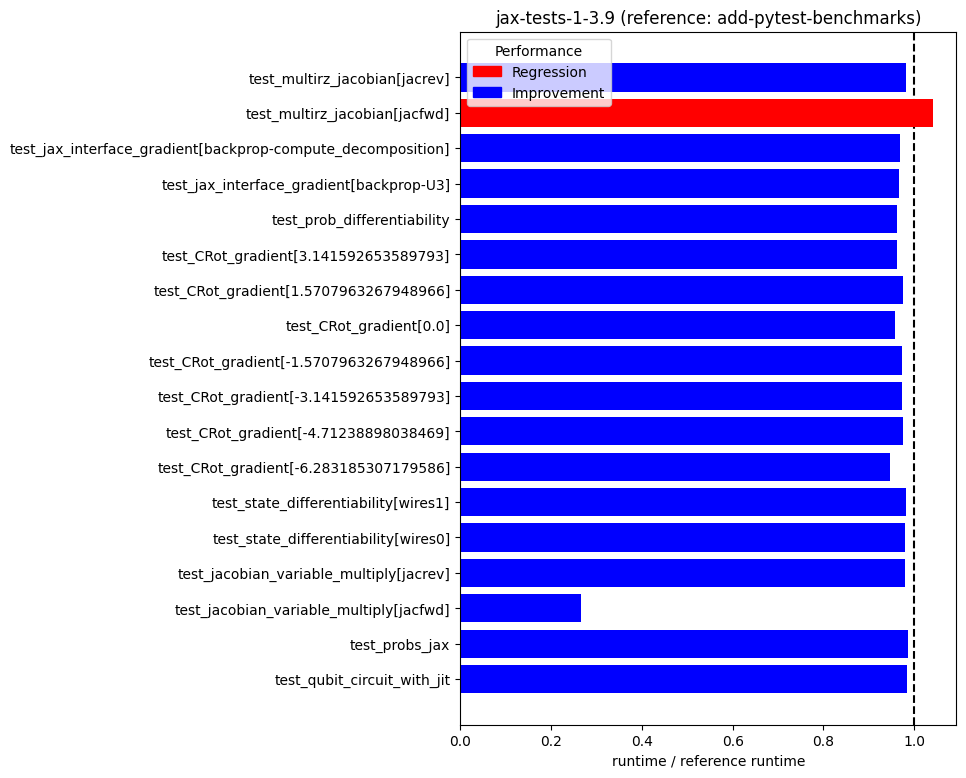 jax-tests-1-3.9 (reference: add-pytest-benchmarks)
Performance
Regression
Improvement
test_multirz_jacobian[jacrev]
test_multirz_jacobian[jacfwd]
test_jax_interface_gradient[backprop-compute_decomposition]
test_jax_interface_gradient[backprop-U3]
test_prob_differentiability
test_CRot_gradient[3.141592653589793]
test_CRot_gradient[1.5707963267948966]
test_CRot_gradient[0.0]
test_CRot_gradient[-1.5707963267948966]
test_CRot_gradient[-3.141592653589793]
test_CRot_gradient[-4.71238898038469]
test_CRot_gradient[-6.283185307179586]
test_state_differentiability[wires1]
test_state_differentiability[wires0]
test_jacobian_variable_multiply[jacrev]
test_jacobian_variable_multiply[jacfwd]
test_probs_jax
test_qubit_circuit_with_jit
0.0 0.2 0.4 0.6 0.8 1.0
runtime / reference runtime